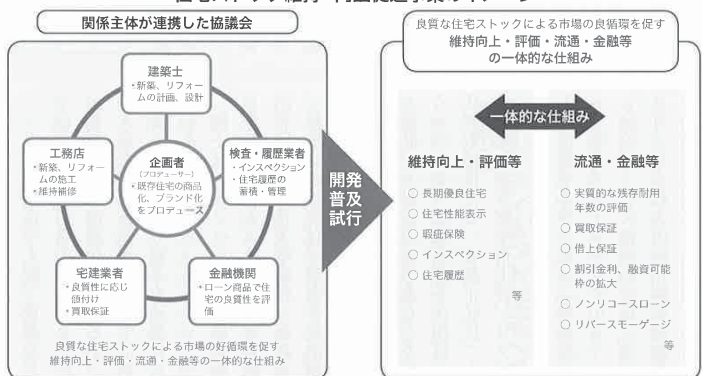 関係主体が連携した協議会
建築士
・新築、リフォー
ムの計画、設計
工務店
・新築、リフォー
ムの施工
・維持補修
企画者
(プロデューサー)
・既存住宅の商品
化、ブランド化
をプロデュース
検査・履歴業者
・インスペクション
・住宅履歴の
蓄積・管理
宅建業者
・良質性に応じ
値付け
・買取保証
金融機関
・ローン商品で住
宅の良質性を評
価
良質な住宅ストックによる市場の好循環を促す
維持向上・評価・流通・金融等の一体的な仕組み
開発
普及
試行
良質な住宅ストックによる市場の良循環を促す
維持向上・評価・流通・金融等
の一体的な仕組み
一体的な仕組み
維持向上・評価等
○ 長期優良住宅
○ 住宅性能表示
○ 瑕疵保険
○ インスペクション
○ 住宅履歴
等
流通・金融等
○ 実質的な残存耐用
年数の評価
○ 買取保証
○ 借上保証
○ 割引金利、融資可能
枠の拡大
○ ノンリコースローン
○ リバースモーゲージ
等